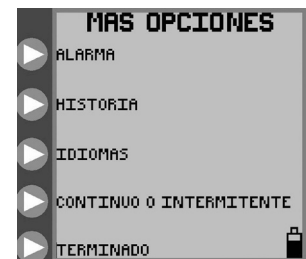 MAS OPCIONES
ALARMA
HISTORIA
IDIOMAS
CONTINUO O INTERMITENTE
TERMINADO